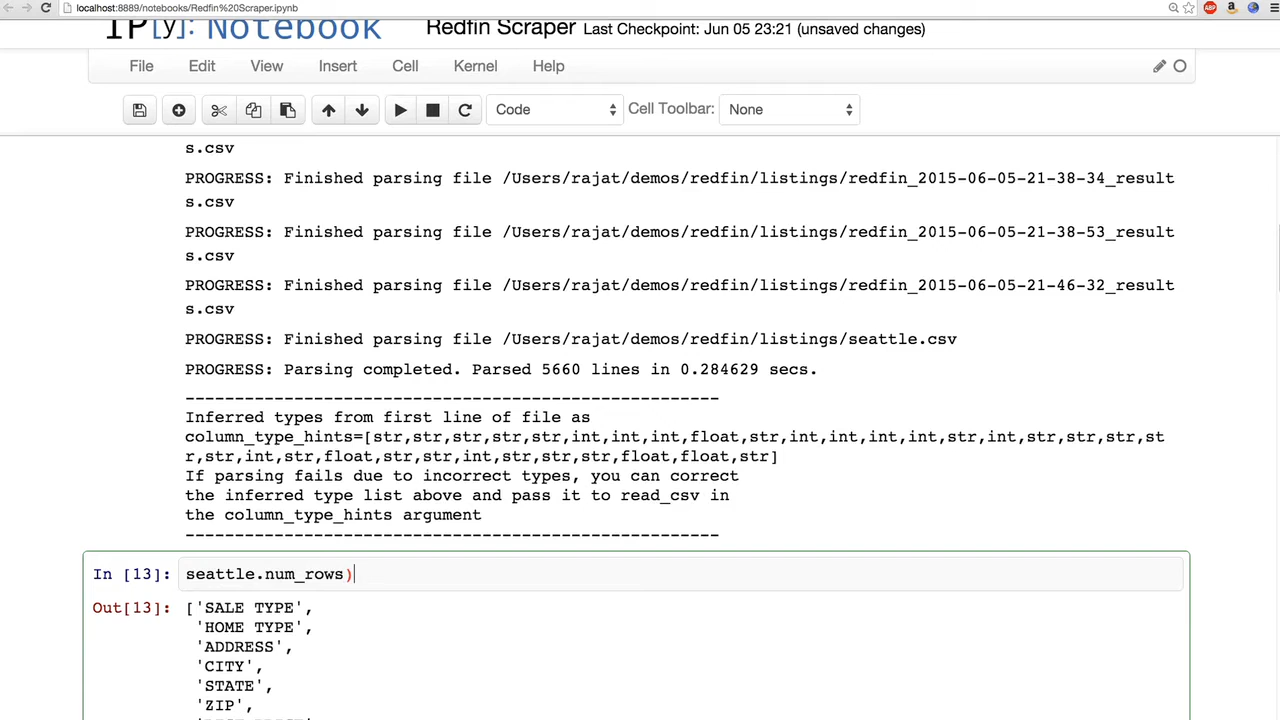 localhost:8889/notebooks/Redfin%20Scraper.ipynb
ABP
IP[y]: Notebook Redfin Scraper Last Checkpoint: Jun 05 23:21 (unsaved changes)
File Edit View Insert Cell Kernel Help
Code Cell Toolbar: None
s.csv
PROGRESS: Finished parsing file /Users/rajat/demos/redfin/listings/redfin_2015-06-05-21-38-34_result
s.csv
PROGRESS: Finished parsing file /Users/rajat/demos/redfin/listings/redfin_2015-06-05-21-38-53_result
s.csv
PROGRESS: Finished parsing file /Users/rajat/demos/redfin/listings/redfin_2015-06-05-21-46-32_result
s.csv
PROGRESS: Finished parsing file /Users/rajat/demos/redfin/listings/seattle.csv
PROGRESS: Parsing completed. Parsed 5660 lines in 0.284629 secs.
------------------------------------------------------
Inferred types from first line of file as
column_type_hints=[str,str,str,str,str,int,int,int,float,str,int,int,int,int,str,int,str,str,str,st
r,str,int,str,float,str,str,int,str,str,str,float,float,str]
If parsing fails due to incorrect types, you can correct
the inferred type list above and pass it to read_csv in
the column_type_hints argument
------------------------------------------------------
In [13]: seattle.num_rows)
Out[13]: ['SALE TYPE',
'HOME TYPE',
'ADDRESS',
'CITY',
'STATE',
'ZIP',